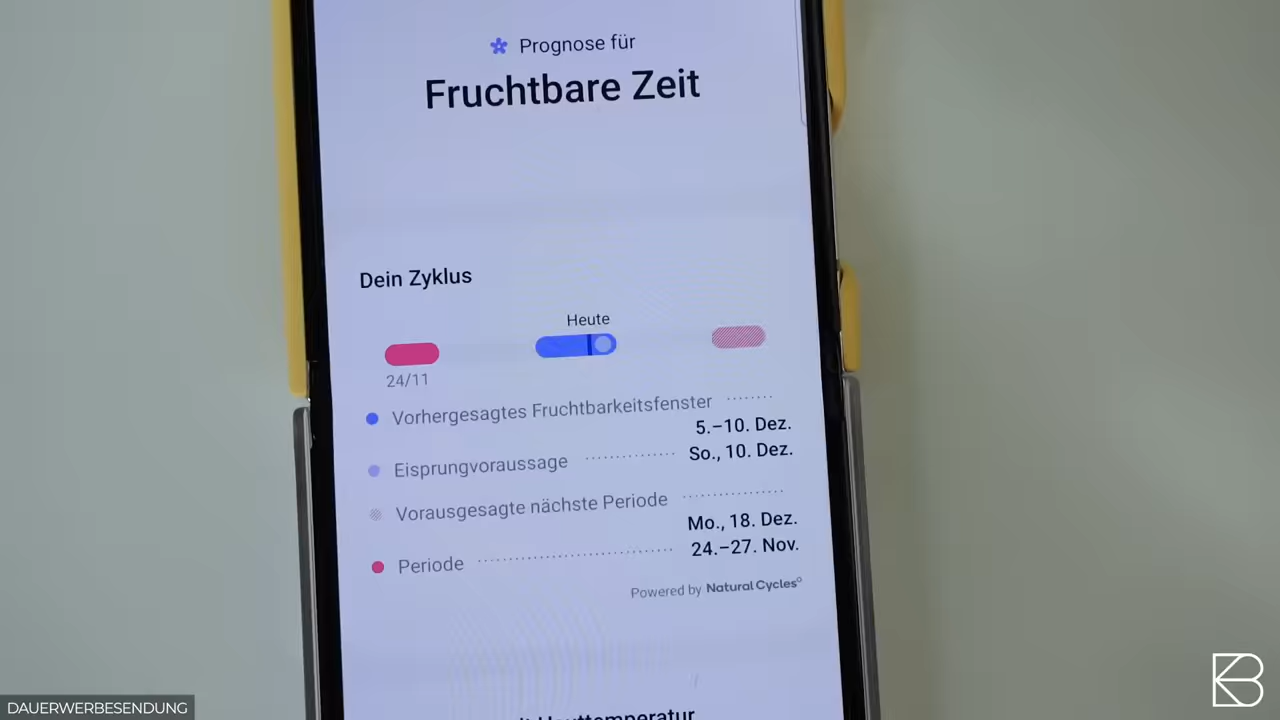 Prognose für
Fruchtbare Zeit
Dein Zyklus
Heute
24/11
Vorhergesagtes Fruchtbarkeitsfenster
5.–10. Dez.
Eisprungvoraussage
So., 10. Dez.
Vorausgesagte nächste Periode
Mo., 18. Dez.
Periode
24.–27. Nov.
Powered by Natural Cycles°
DAUERWERBESENDUNG